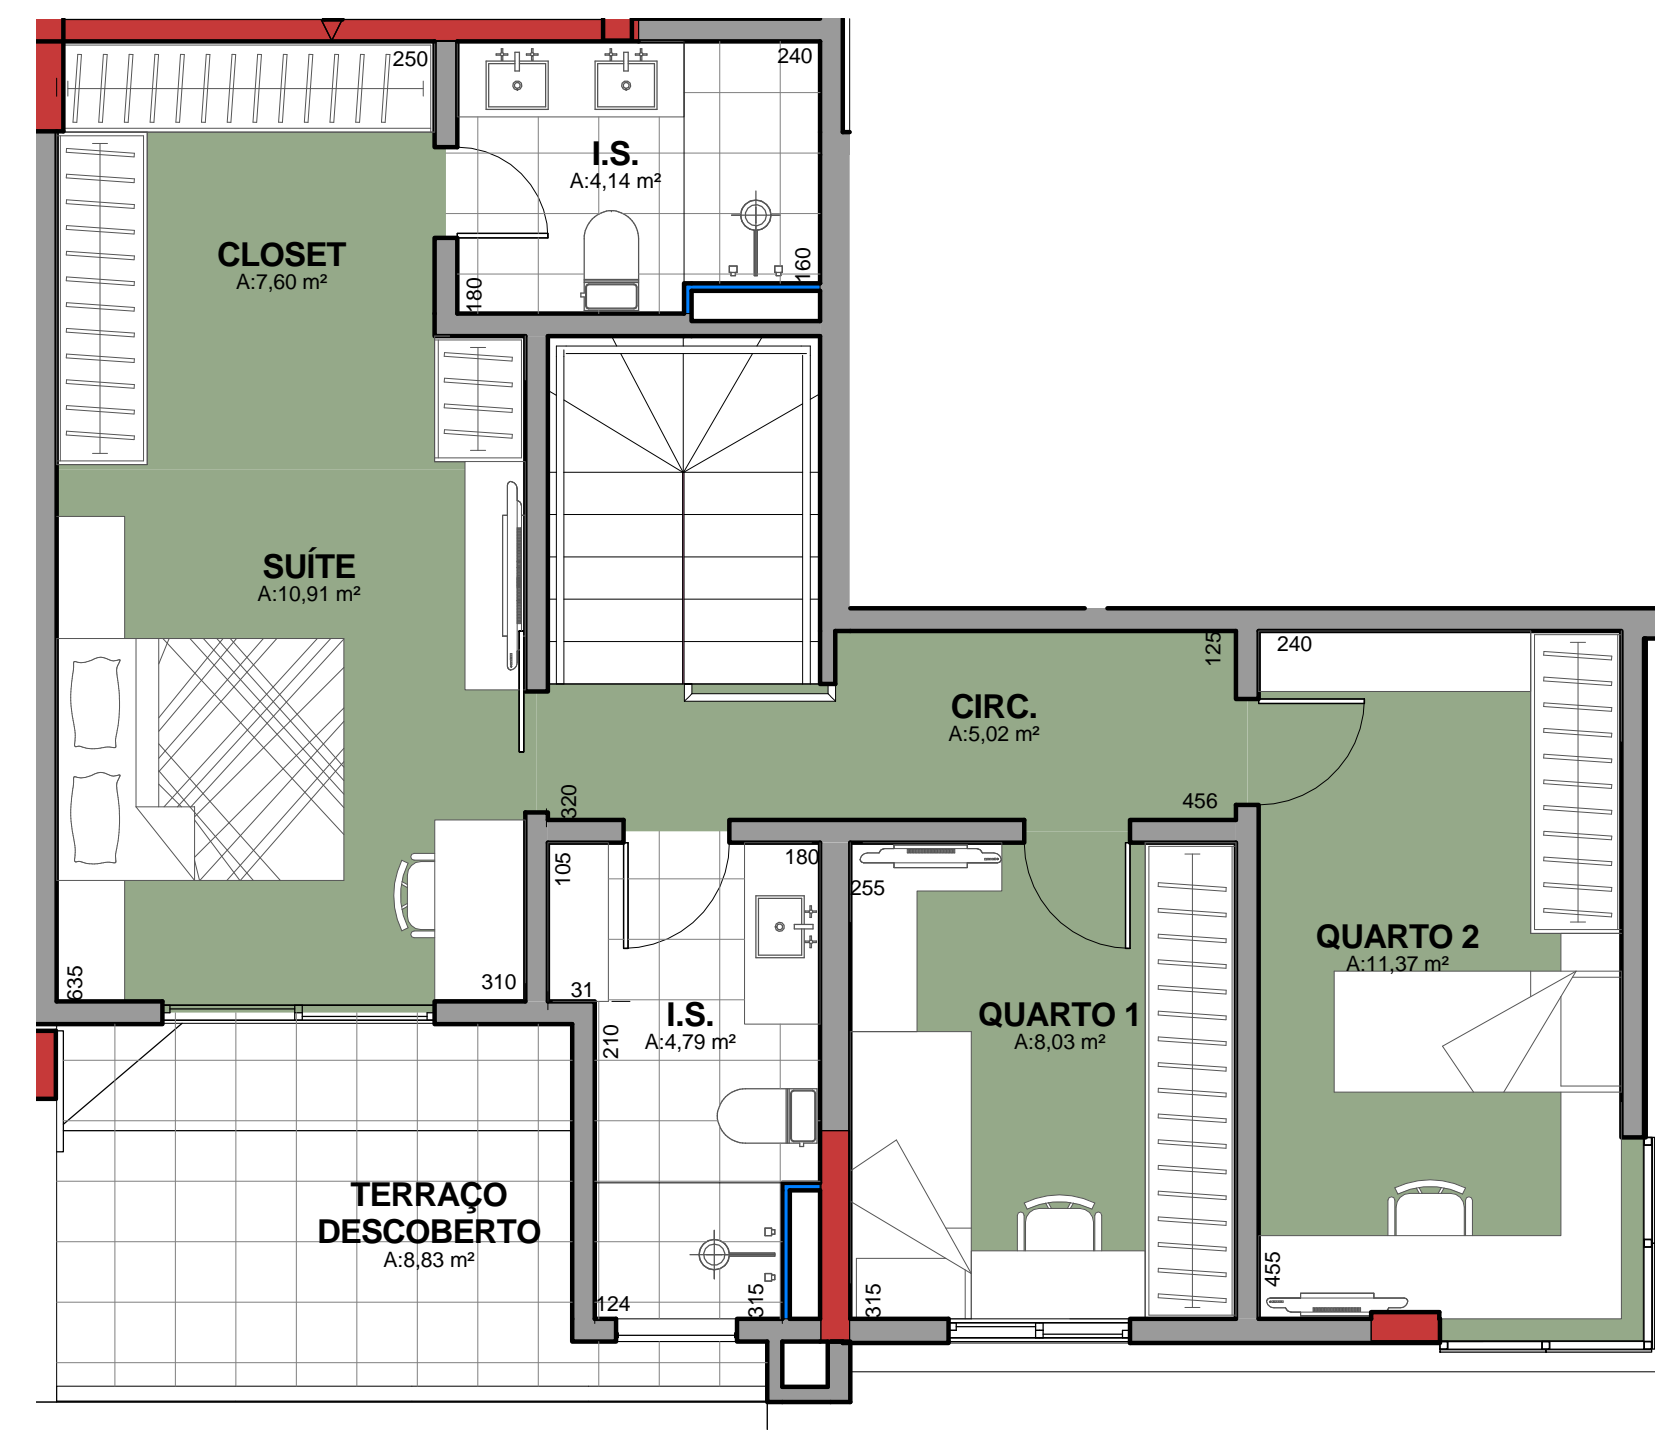 250
240
I.S.
A:4,14 m²
CLOSET
A:7,60 m²
180
160
SUÍTE
A:10,91 m²
125
240
CIRC.
A:5,02 m²
320
456
105
180
255
QUARTO 2
A:11,37 m²
635
310
31
I.S.
A:4,79 m²
210
QUARTO 1
A:8,03 m²
TERRAÇO
DESCOBERTO
A:8,83 m²
124
315
315
455